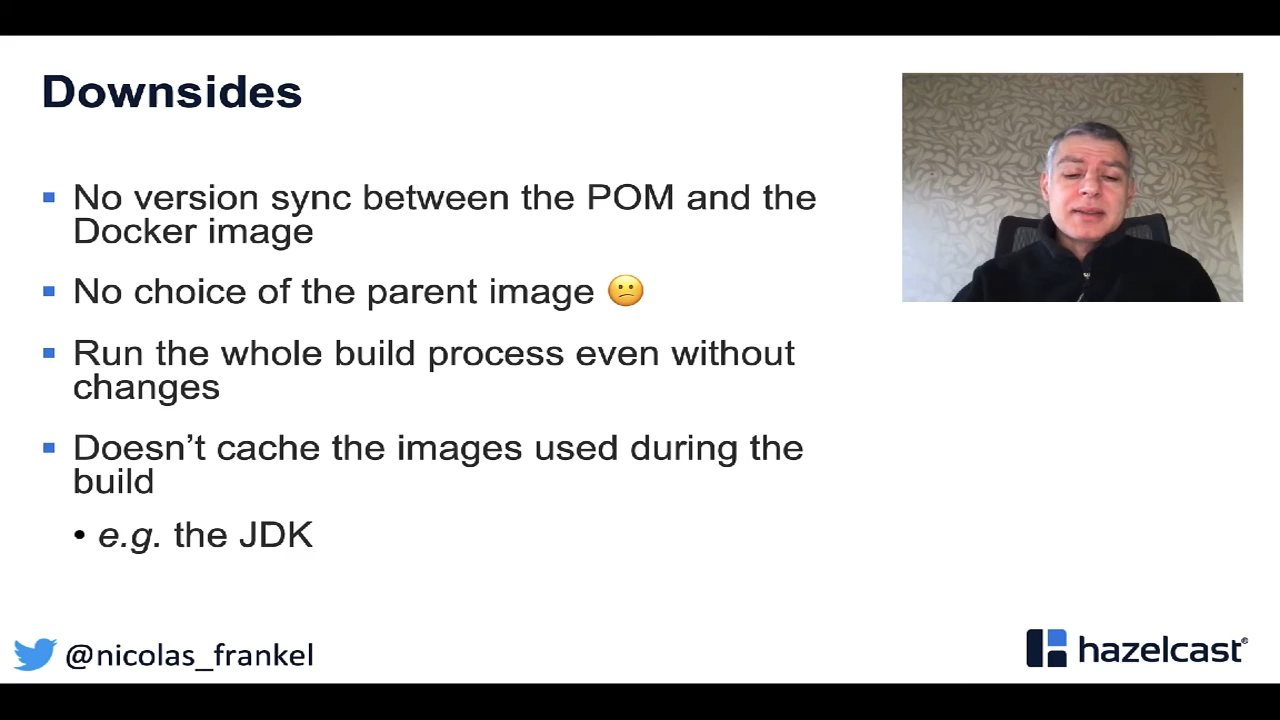 Downsides
No version sync between the POM and the
Docker image
No choice of the parent image 😕
Run the whole build process even without
changes
Doesn’t cache the images used during the
build
• e.g. the JDK
@nicolas_frankel
hazelcast®